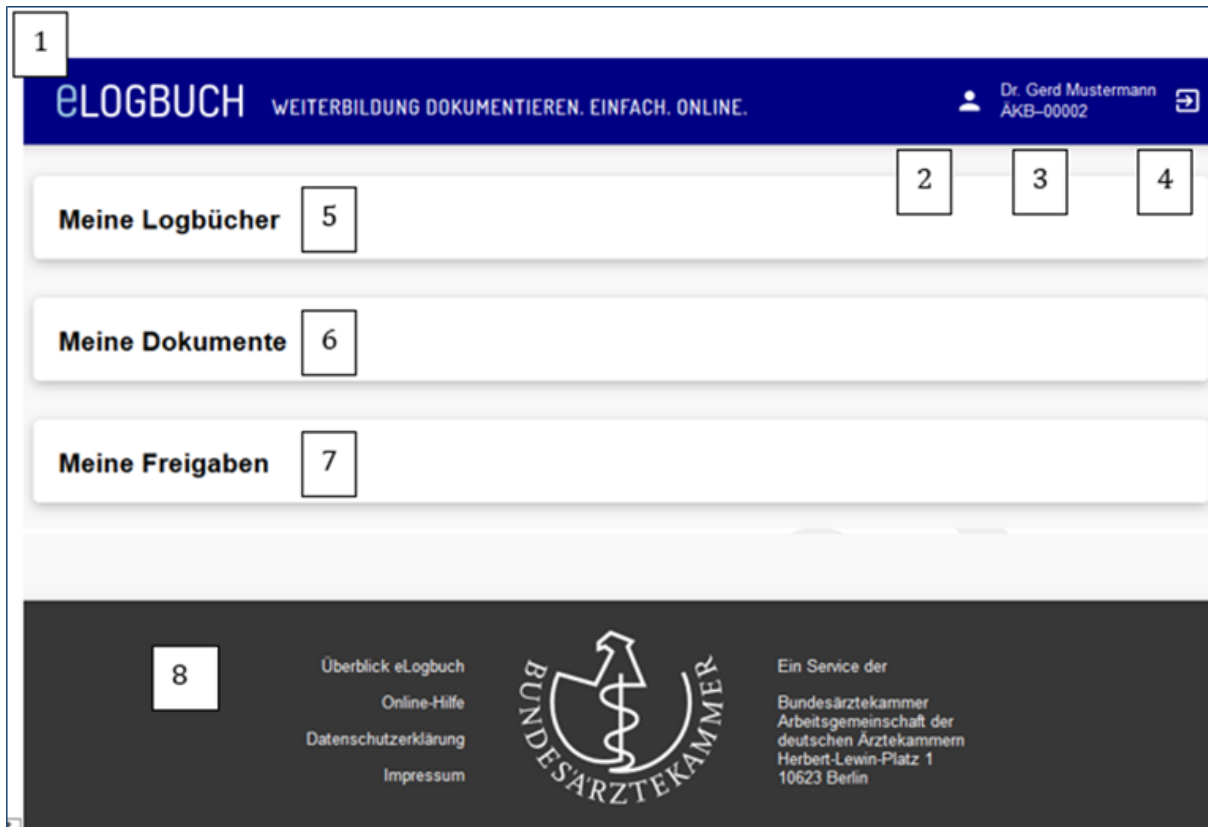 1
eLOGBUCH WEITERBILDUNG DOKUMENTIEREN. EINFACH. ONLINE.
Dr. Gerd Mustermann
ÄKB–00002
2 3 4
Meine Logbücher 5
Meine Dokumente 6
Meine Freigaben 7
8
Überblick eLogbuch
Online-Hilfe
Datenschutzerklärung
Impressum
BUNDESÄRZTEKAMMER
Ein Service der
Bundesärztekammer
Arbeitsgemeinschaft der
deutschen Ärztekammern
Herbert-Lewin-Platz 1
10623 Berlin